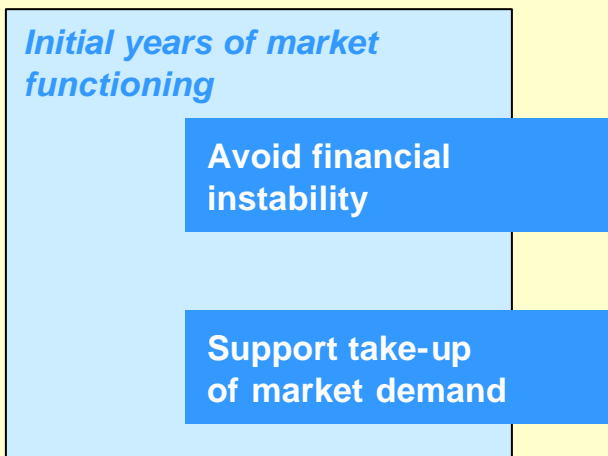 Initial years of market
functioning
Avoid financial
instability
Support take-up
of market demand